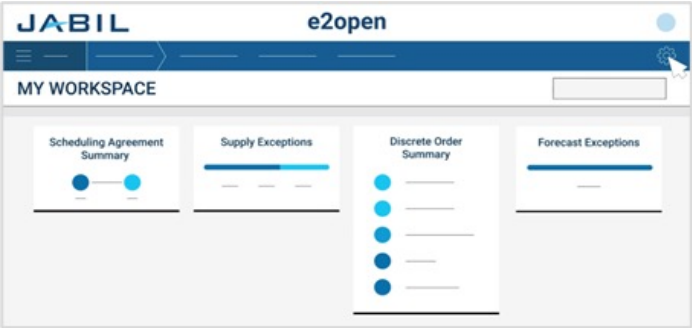 JABIL
e2open
MY WORKSPACE
Scheduling Agreement
Summary
Supply Exceptions
Discrete Order
Summary
Forecast Exceptions